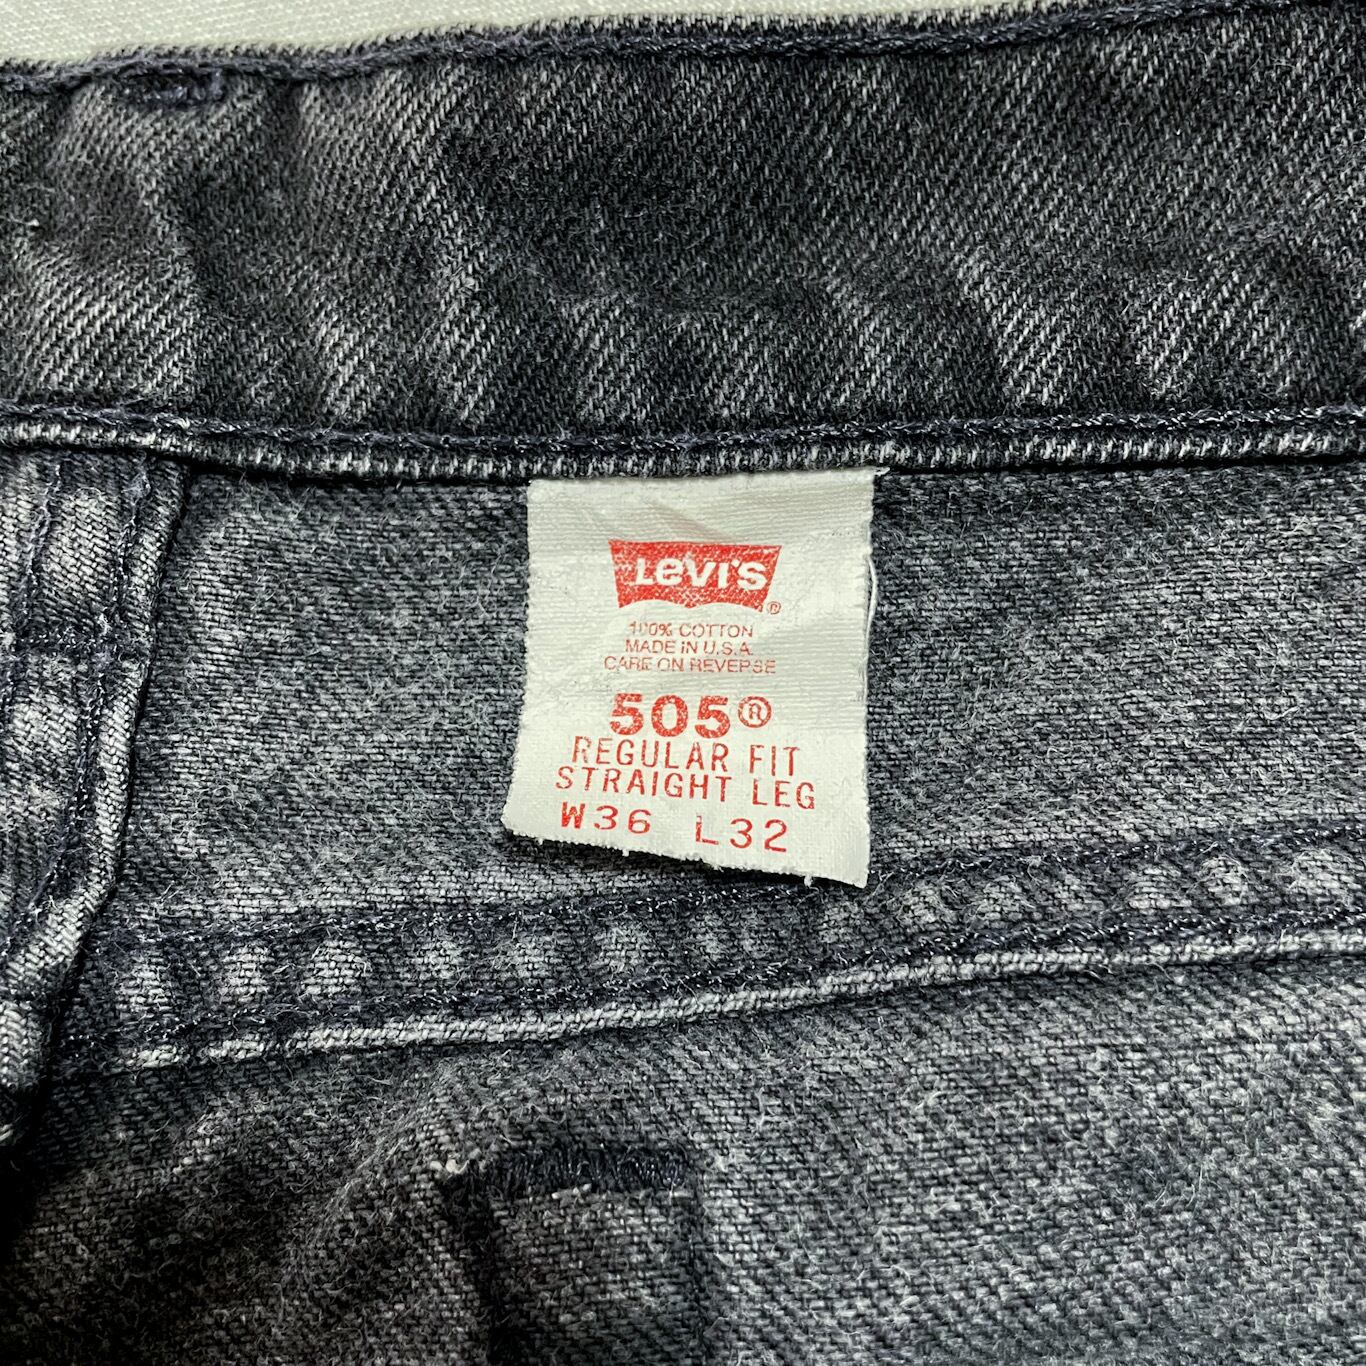 Levi's®
100% COTTON
MADE IN U.S.A.
CARE ON REVERSE
505®
REGULAR FIT
STRAIGHT LEG
W36 L32